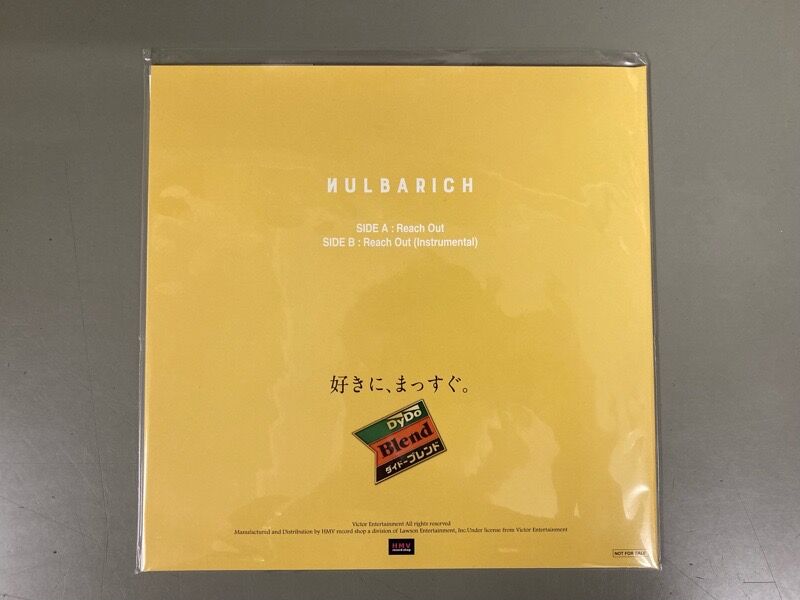 NULBARICH
SIDE A : Reach Out
SIDE B : Reach Out (Instrumental)
好きに、まっすぐ。
DyDo
Blend
ダイドーブレンド
Victor Entertainment All rights reserved
Manufactured and Distribution by HMV record shop a division of Lawson Entertainment, Inc.Under license from Victor Entertainment
HMV
record shop
NOT FOR SALE